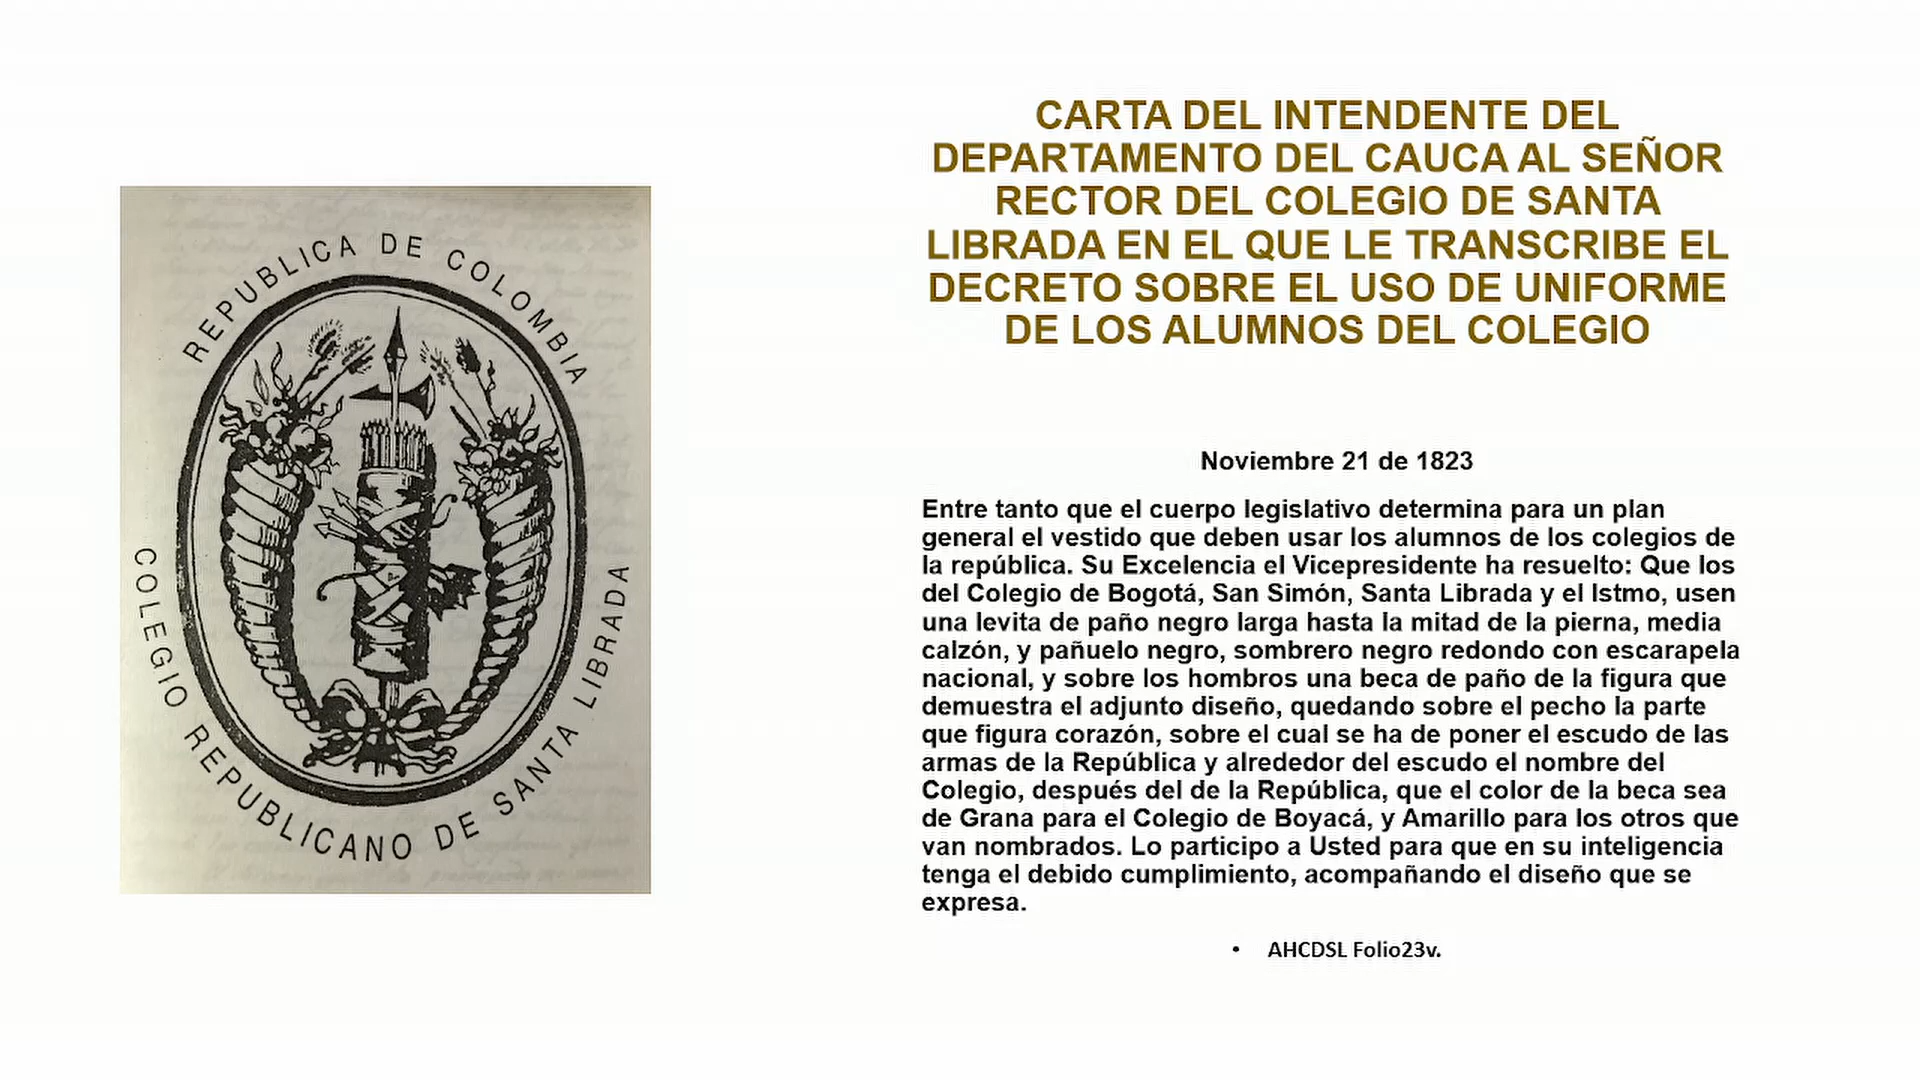 REPUBLICA DE COLOMBIA
COLEGIO REPUBLICANO DE SANTA LIBRADA
CARTA DEL INTENDENTE DEL
DEPARTAMENTO DEL CAUCA AL SEÑOR
RECTOR DEL COLEGIO DE SANTA
LIBRADA EN EL QUE LE TRANSCRIBE EL
DECRETO SOBRE EL USO DE UNIFORME
DE LOS ALUMNOS DEL COLEGIO
Noviembre 21 de 1823
Entre tanto que el cuerpo legislativo determina para un plan
general el vestido que deben usar los alumnos de los colegios de
la república. Su Excelencia el Vicepresidente ha resuelto: Que los
del Colegio de Bogotá, San Simón, Santa Librada y el Istmo, usen
una levita de paño negro larga hasta la mitad de la pierna, media
calzón, y pañuelo negro, sombrero negro redondo con escarapela
nacional, y sobre los hombros una beca de paño de la figura que
demuestra el adjunto diseño, quedando sobre el pecho la parte
que figura corazón, sobre el cual se ha de poner el escudo de las
armas de la República y alrededor del escudo el nombre del
Colegio, después del de la República, que el color de la beca sea
de Grana para el Colegio de Boyacá, y Amarillo para los otros que
van nombrados. Lo participo a Usted para que en su inteligencia
tenga el debido cumplimiento, acompañando el diseño que se
expresa.
• AHCDSL Folio23v.